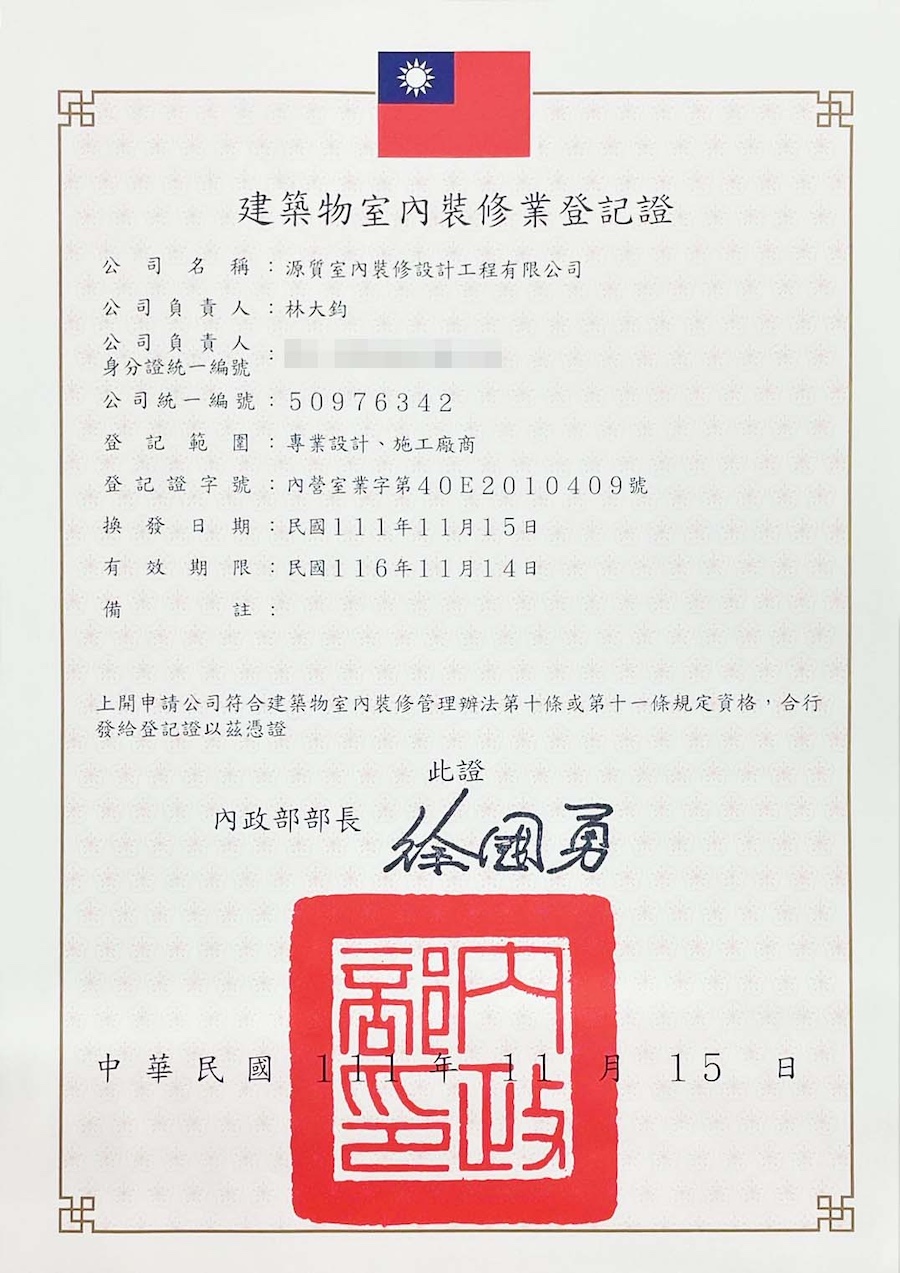 建築物室內裝修業登記證
公司名稱：源質室內裝修設計工程有限公司
公司負責人：林大鈞
公司負責人
身分證統一編號：
公司統一編號：50976342
登記範圍：專業設計、施工廠商
登記證字號：內營室業字第40E2010409號
換發日期：民國111年11月15日
有效期限：民國116年11月14日
備註：
上開申請公司符合建築物室內裝修管理辦法第十條或第十一條規定資格，合行
發給登記證以茲憑證
此證
內政部部長 徐國勇
內政部印
中華民國 111 年 11 月 15 日